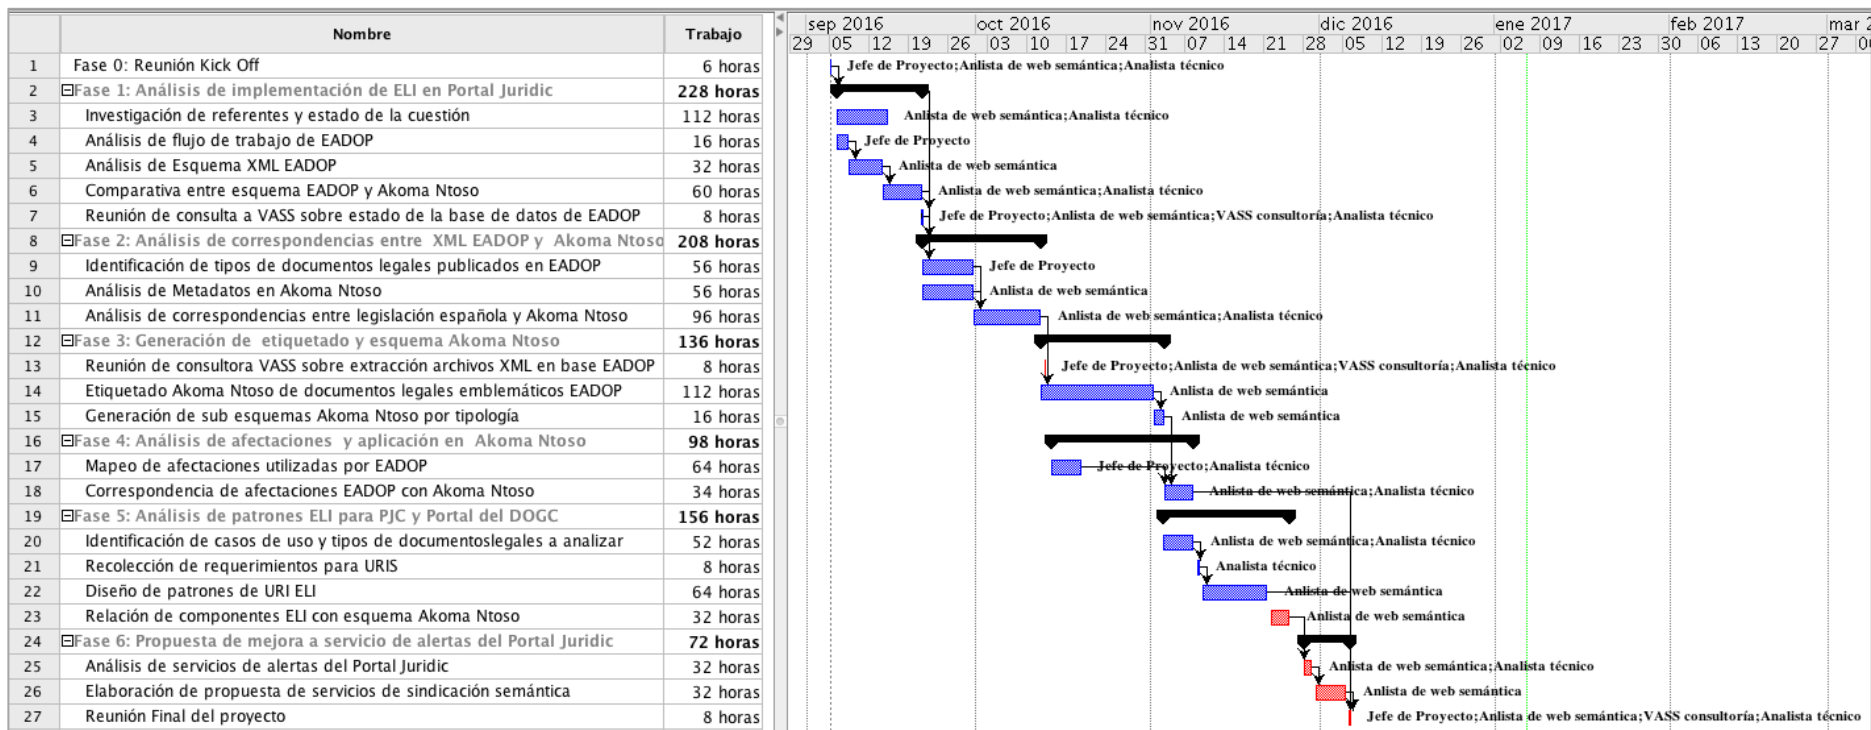 Nombre Trabajo
sep 2016 oct 2016 nov 2016 dic 2016 ene 2017 feb 2017 mar 2
29 05 12 19 26 03 10 17 24 31 07 14 21 28 05 12 19 26 02 09 16 23 30 06 13 20 27 0
1 Fase 0: Reunión Kick Off 6 horas Jefe de Proyecto;Anlista de web semántica;Analista técnico
2 Fase 1: Análisis de implementación de ELI en Portal Juridic 228 horas
3 Investigación de referentes y estado de la cuestión 112 horas Anlista de web semántica;Analista técnico
4 Análisis de flujo de trabajo de EADOP 16 horas Jefe de Proyecto
5 Análisis de Esquema XML EADOP 32 horas Anlista de web semántica
6 Comparativa entre esquema EADOP y Akoma Ntoso 60 horas Anlista de web semántica;Analista técnico
7 Reunión de consulta a VASS sobre estado de la base de datos de EADOP 8 horas Jefe de Proyecto;Anlista de web semántica;VASS consultoría;Analista técnico
8 Fase 2: Análisis de correspondencias entre XML EADOP y Akoma Ntoso 208 horas
9 Identificación de tipos de documentos legales publicados en EADOP 56 horas Jefe de Proyecto
10 Análisis de Metadatos en Akoma Ntoso 56 horas Anlista de web semántica
11 Análisis de correspondencias entre legislación española y Akoma Ntoso 96 horas Anlista de web semántica;Analista técnico
12 Fase 3: Generación de etiquetado y esquema Akoma Ntoso 136 horas
13 Reunión de consultora VASS sobre extracción archivos XML en base EADOP 8 horas Jefe de Proyecto;Anlista de web semántica;VASS consultoría;Analista técnico
14 Etiquetado Akoma Ntoso de documentos legales emblemáticos EADOP 112 horas Anlista de web semántica
15 Generación de sub esquemas Akoma Ntoso por tipología 16 horas Anlista de web semántica
16 Fase 4: Análisis de afectaciones y aplicación en Akoma Ntoso 98 horas
17 Mapeo de afectaciones utilizadas por EADOP 64 horas Jefe de Proyecto;Analista técnico
18 Correspondencia de afectaciones EADOP con Akoma Ntoso 34 horas Anlista de web semántica;Analista técnico
19 Fase 5: Análisis de patrones ELI para PJC y Portal del DOGC 156 horas
20 Identificación de casos de uso y tipos de documentoslegales a analizar 52 horas Anlista de web semántica;Analista técnico
21 Recolección de requerimientos para URIS 8 horas Analista técnico
22 Diseño de patrones de URI ELI 64 horas Anlista de web semántica
23 Relación de componentes ELI con esquema Akoma Ntoso 32 horas Anlista de web semántica
24 Fase 6: Propuesta de mejora a servicio de alertas del Portal Juridic 72 horas
25 Análisis de servicios de alertas del Portal Juridic 32 horas Anlista de web semántica;Analista técnico
26 Elaboración de propuesta de servicios de sindicación semántica 32 horas Anlista de web semántica
27 Reunión Final del proyecto 8 horas Jefe de Proyecto;Anlista de web semántica;VASS consultoría;Analista técnico